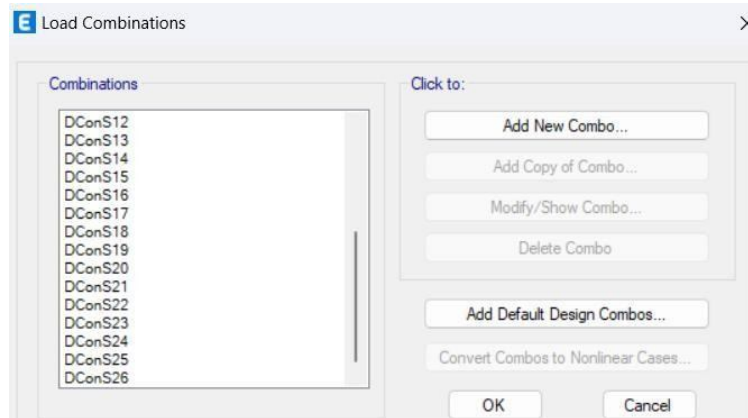 E Load Combinations
Combinations
DConS12
DConS13
DConS14
DConS15
DConS16
DConS17
DConS18
DConS19
DConS20
DConS21
DConS22
DConS23
DConS24
DConS25
DConS26
Click to:
Add New Combo...
Add Copy of Combo...
Modify/Show Combo...
Delete Combo
Add Default Design Combos...
Convert Combos to Nonlinear Cases...
OK Cancel